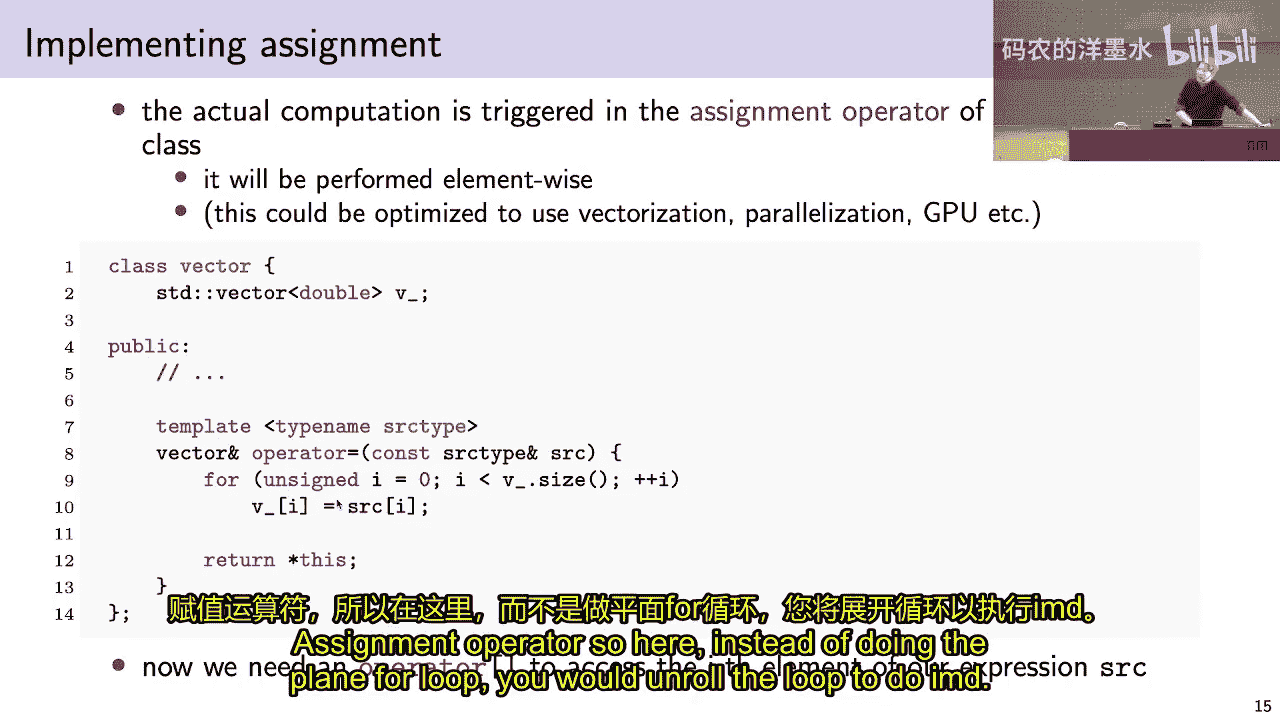 Implementing assignment
码农的洋墨水 bilibili
• the actual computation is triggered in the assignment operator of
class
• it will be performed element-wise
• (this could be optimized to use vectorization, parallelization, GPU etc.)
1 class vector {
2 std::vector<double> v_;
3
4 public:
5 // ...
6
7 template <typename srctype>
8 vector& operator=(const srctype& src) {
9 for (unsigned i = 0; i < v_.size(); ++i)
10 v_[i] = src[i];
11
12 return *this;
13 }
14 };
赋值运算符，所以在这里，而不是做平面for循环，您将展开循环以执行imd。
Assignment operator so here, instead of doing the
plane for loop, you would unroll the loop to do imd.
• now we need an operator[] to access the i-th element of our expression src
15